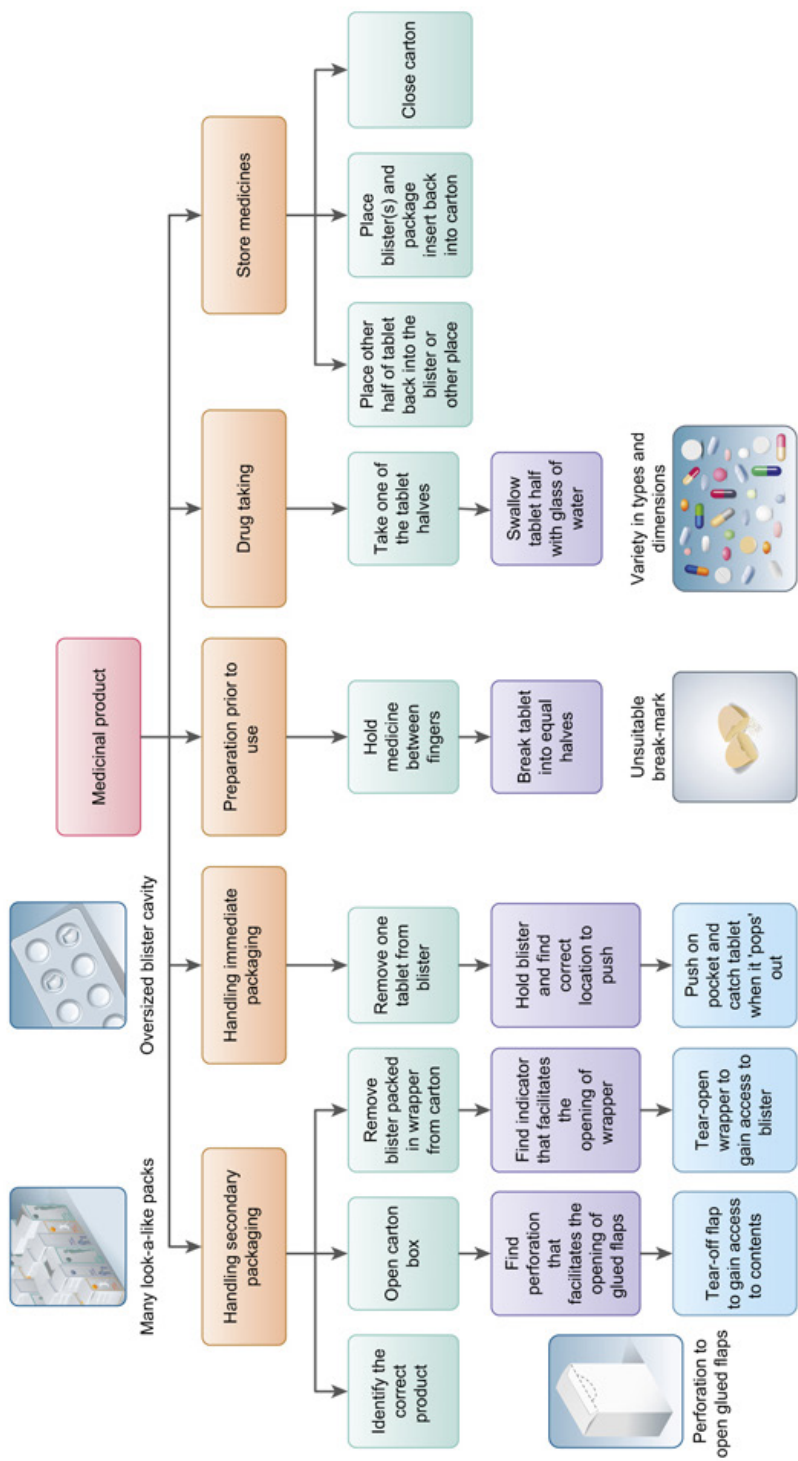 Many look-a-like packs
Oversized blister cavity
Medicinal product
Handling secondary
packaging
Handling immediate
packaging
Preparation prior to
use
Drug taking
Store medicines
Identify the
correct
product
Open carton
box
Remove
blister packed
in wrapper
from carton
Remove one
tablet from
blister
Hold
medicine
between
fingers
Take one of
the tablet
halves
Place other
half of tablet
back into the
blister or
other place
Place
blister(s) and
package
insert back
into carton
Close carton
Find
perforation
that
facilitates the
opening of
glued flaps
Find indicator
that facilitates
the
opening of
wrapper
Hold blister
and find
correct
location to
push
Break tablet
into equal
halves
Swallow
tablet half
with glass of
water
Perforation to
open glued flaps
Tear-off flap
to gain access
to contents
Tear-open
wrapper to
gain access to
blister
Push on
pocket and
catch tablet
when it 'pops'
out
Unsuitable
break-mark
Variety in types and
dimensions